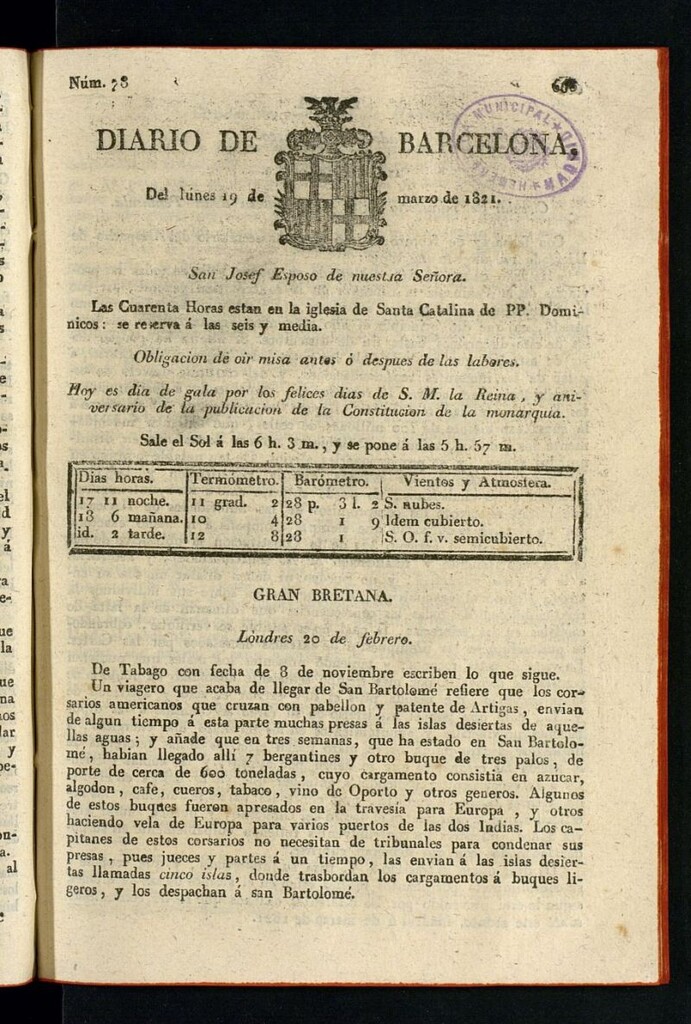 Núm. 78
DIARIO DE BARCELONA,
MUNICIPAL
Del lunes 19 de marzo de 1821.
San Josef Esposo de nuestra Señora.
Las Cuarenta Horas estan en la iglesia de Santa Catalina de PP. Domi-
nicos: se reserva á las seis y media.
Obligacion de oir misa antes ó despues de las labores.
Hoy es dia de gala por los felices dias de S. M. la Reina, y ani-
versario de la publicacion de la Constitucion de la monarquia.
Sale el Sol á las 6 h. 3 m., y se pone á las 5 h. 57 m.
Dias horas. Termómetro. Barómetro. Vientos y Atmosfera.
17 11 noche. 11 grad. 2 28 p. 3 l. 2 S. nubes.
18 6 mañana. 10 4 28 1 9 Idem cubierto.
id. 2 tarde. 12 8 28 1 S. O. f. v. semicubierto.
GRAN BRETANA.
Lóndres 20 de febrero.
De Tabago con fecha de 8 de noviembre escriben lo que sigue.
Un viagero que acaba de llegar de San Bartolomé refiere que los cor-
sarios americanos que cruzan con pabellon y patente de Artigas, envian
de algun tiempo á esta parte muchas presas á las islas desiertas de aque-
llas aguas; y añade que en tres semanas, que ha estado en San Bartolo-
mé, habian llegado allí 7 bergantines y otro buque de tres palos, de
porte de cerca de 600 toneladas, cuyo cargamento consistia en azucar,
algodon, cafe, cueros, tabaco, vino de Oporto y otros generos. Algunos
de estos buques fueron apresados en la travesia para Europa, y otros
haciendo vela de Europa para varios puertos de las dos Indias. Los ca-
pitanes de estos corsarios no necesitan de tribunales para condenar sus
presas, pues jueces y partes á un tiempo, las envian á las islas desier-
tas llamadas cinco islas, donde trasbordan los cargamentos á buques li-
geros, y los despachan á san Bartolomé.